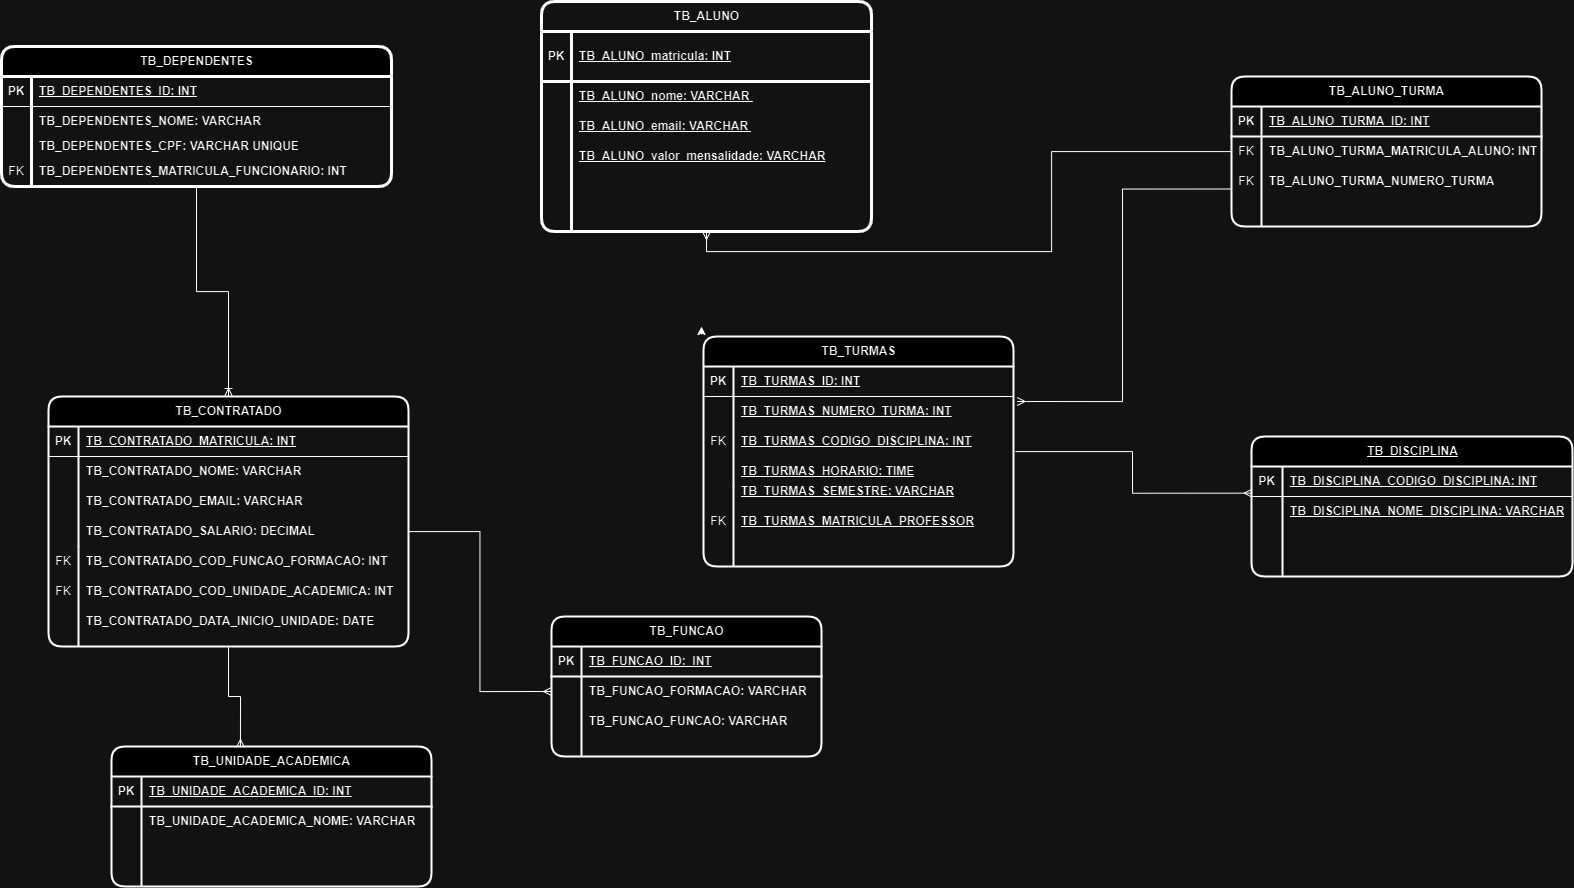 TB_ALUNO
PK TB_ALUNO_matricula: INT
TB_ALUNO_nome: VARCHAR
TB_ALUNO_email: VARCHAR
TB_ALUNO_valor_mensalidade: VARCHAR
TB_DEPENDENTES
PK TB_DEPENDENTES_ID: INT
TB_DEPENDENTES_NOME: VARCHAR
TB_DEPENDENTES_CPF: VARCHAR UNIQUE
FK TB_DEPENDENTES_MATRICULA_FUNCIONARIO: INT
TB_ALUNO_TURMA
PK TB_ALUNO_TURMA_ID: INT
FK TB_ALUNO_TURMA_MATRICULA_ALUNO: INT
FK TB_ALUNO_TURMA_NUMERO_TURMA
TB_TURMAS
PK TB_TURMAS_ID: INT
TB_TURMAS_NUMERO_TURMA: INT
FK TB_TURMAS_CODIGO_DISCIPLINA: INT
TB_TURMAS_HORARIO: TIME
TB_TURMAS_SEMESTRE: VARCHAR
FK TB_TURMAS_MATRICULA_PROFESSOR
TB_CONTRATADO
PK TB_CONTRATADO_MATRICULA: INT
TB_CONTRATADO_NOME: VARCHAR
TB_CONTRATADO_EMAIL: VARCHAR
TB_CONTRATADO_SALARIO: DECIMAL
FK TB_CONTRATADO_COD_FUNCAO_FORMACAO: INT
FK TB_CONTRATADO_COD_UNIDADE_ACADEMICA: INT
TB_CONTRATADO_DATA_INICIO_UNIDADE: DATE
TB_DISCIPLINA
PK TB_DISCIPLINA_CODIGO_DISCIPLINA: INT
TB_DISCIPLINA_NOME_DISCIPLINA: VARCHAR
TB_FUNCAO
PK TB_FUNCAO_ID: INT
TB_FUNCAO_FORMACAO: VARCHAR
TB_FUNCAO_FUNCAO: VARCHAR
TB_UNIDADE_ACADEMICA
PK TB_UNIDADE_ACADEMICA_ID: INT
TB_UNIDADE_ACADEMICA_NOME: VARCHAR